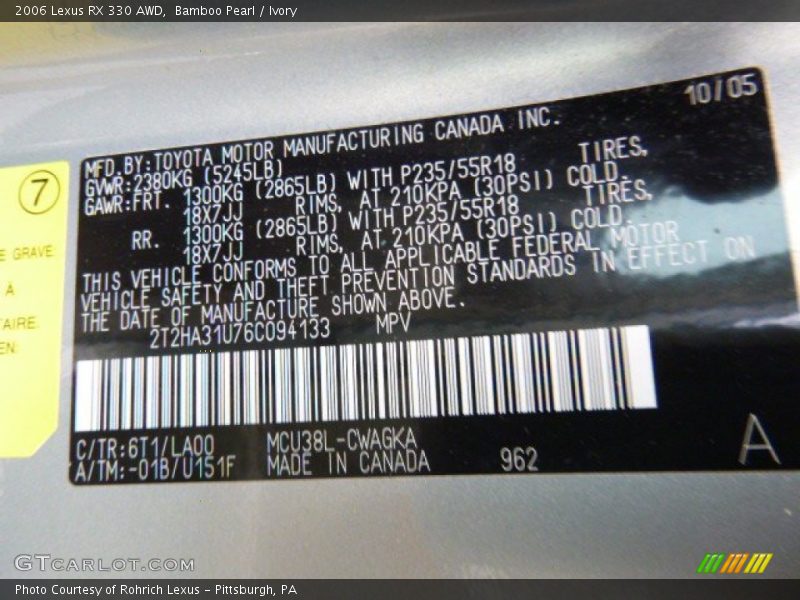 2006 Lexus RX 330 AWD, Bamboo Pearl / Ivory
10/05
MFD.BY:TOYOTA MOTOR MANUFACTURING CANADA INC.
GVWR:2380KG (5245LB)
GAWR:FRT. 1300KG (2865LB) WITH P235/55R18 TIRES,
18X7JJ RIMS, AT 210KPA (30PSI) COLD.
RR. 1300KG (2865LB) WITH P235/55R18 TIRES,
18X7JJ RIMS, AT 210KPA (30PSI) COLD.
THIS VEHICLE CONFORMS TO ALL APPLICABLE FEDERAL MOTOR
VEHICLE SAFETY AND THEFT PREVENTION STANDARDS IN EFFECT ON
THE DATE OF MANUFACTURE SHOWN ABOVE.
2T2HA31U76C094133 MPV
C/TR:6T1/LA00 MCU38L-CWAGKA
A/TM:-01B/U151F MADE IN CANADA 962
A
7
GRAVE
À
GTCARLOT.COM
Photo Courtesy of Rohrich Lexus - Pittsburgh, PA